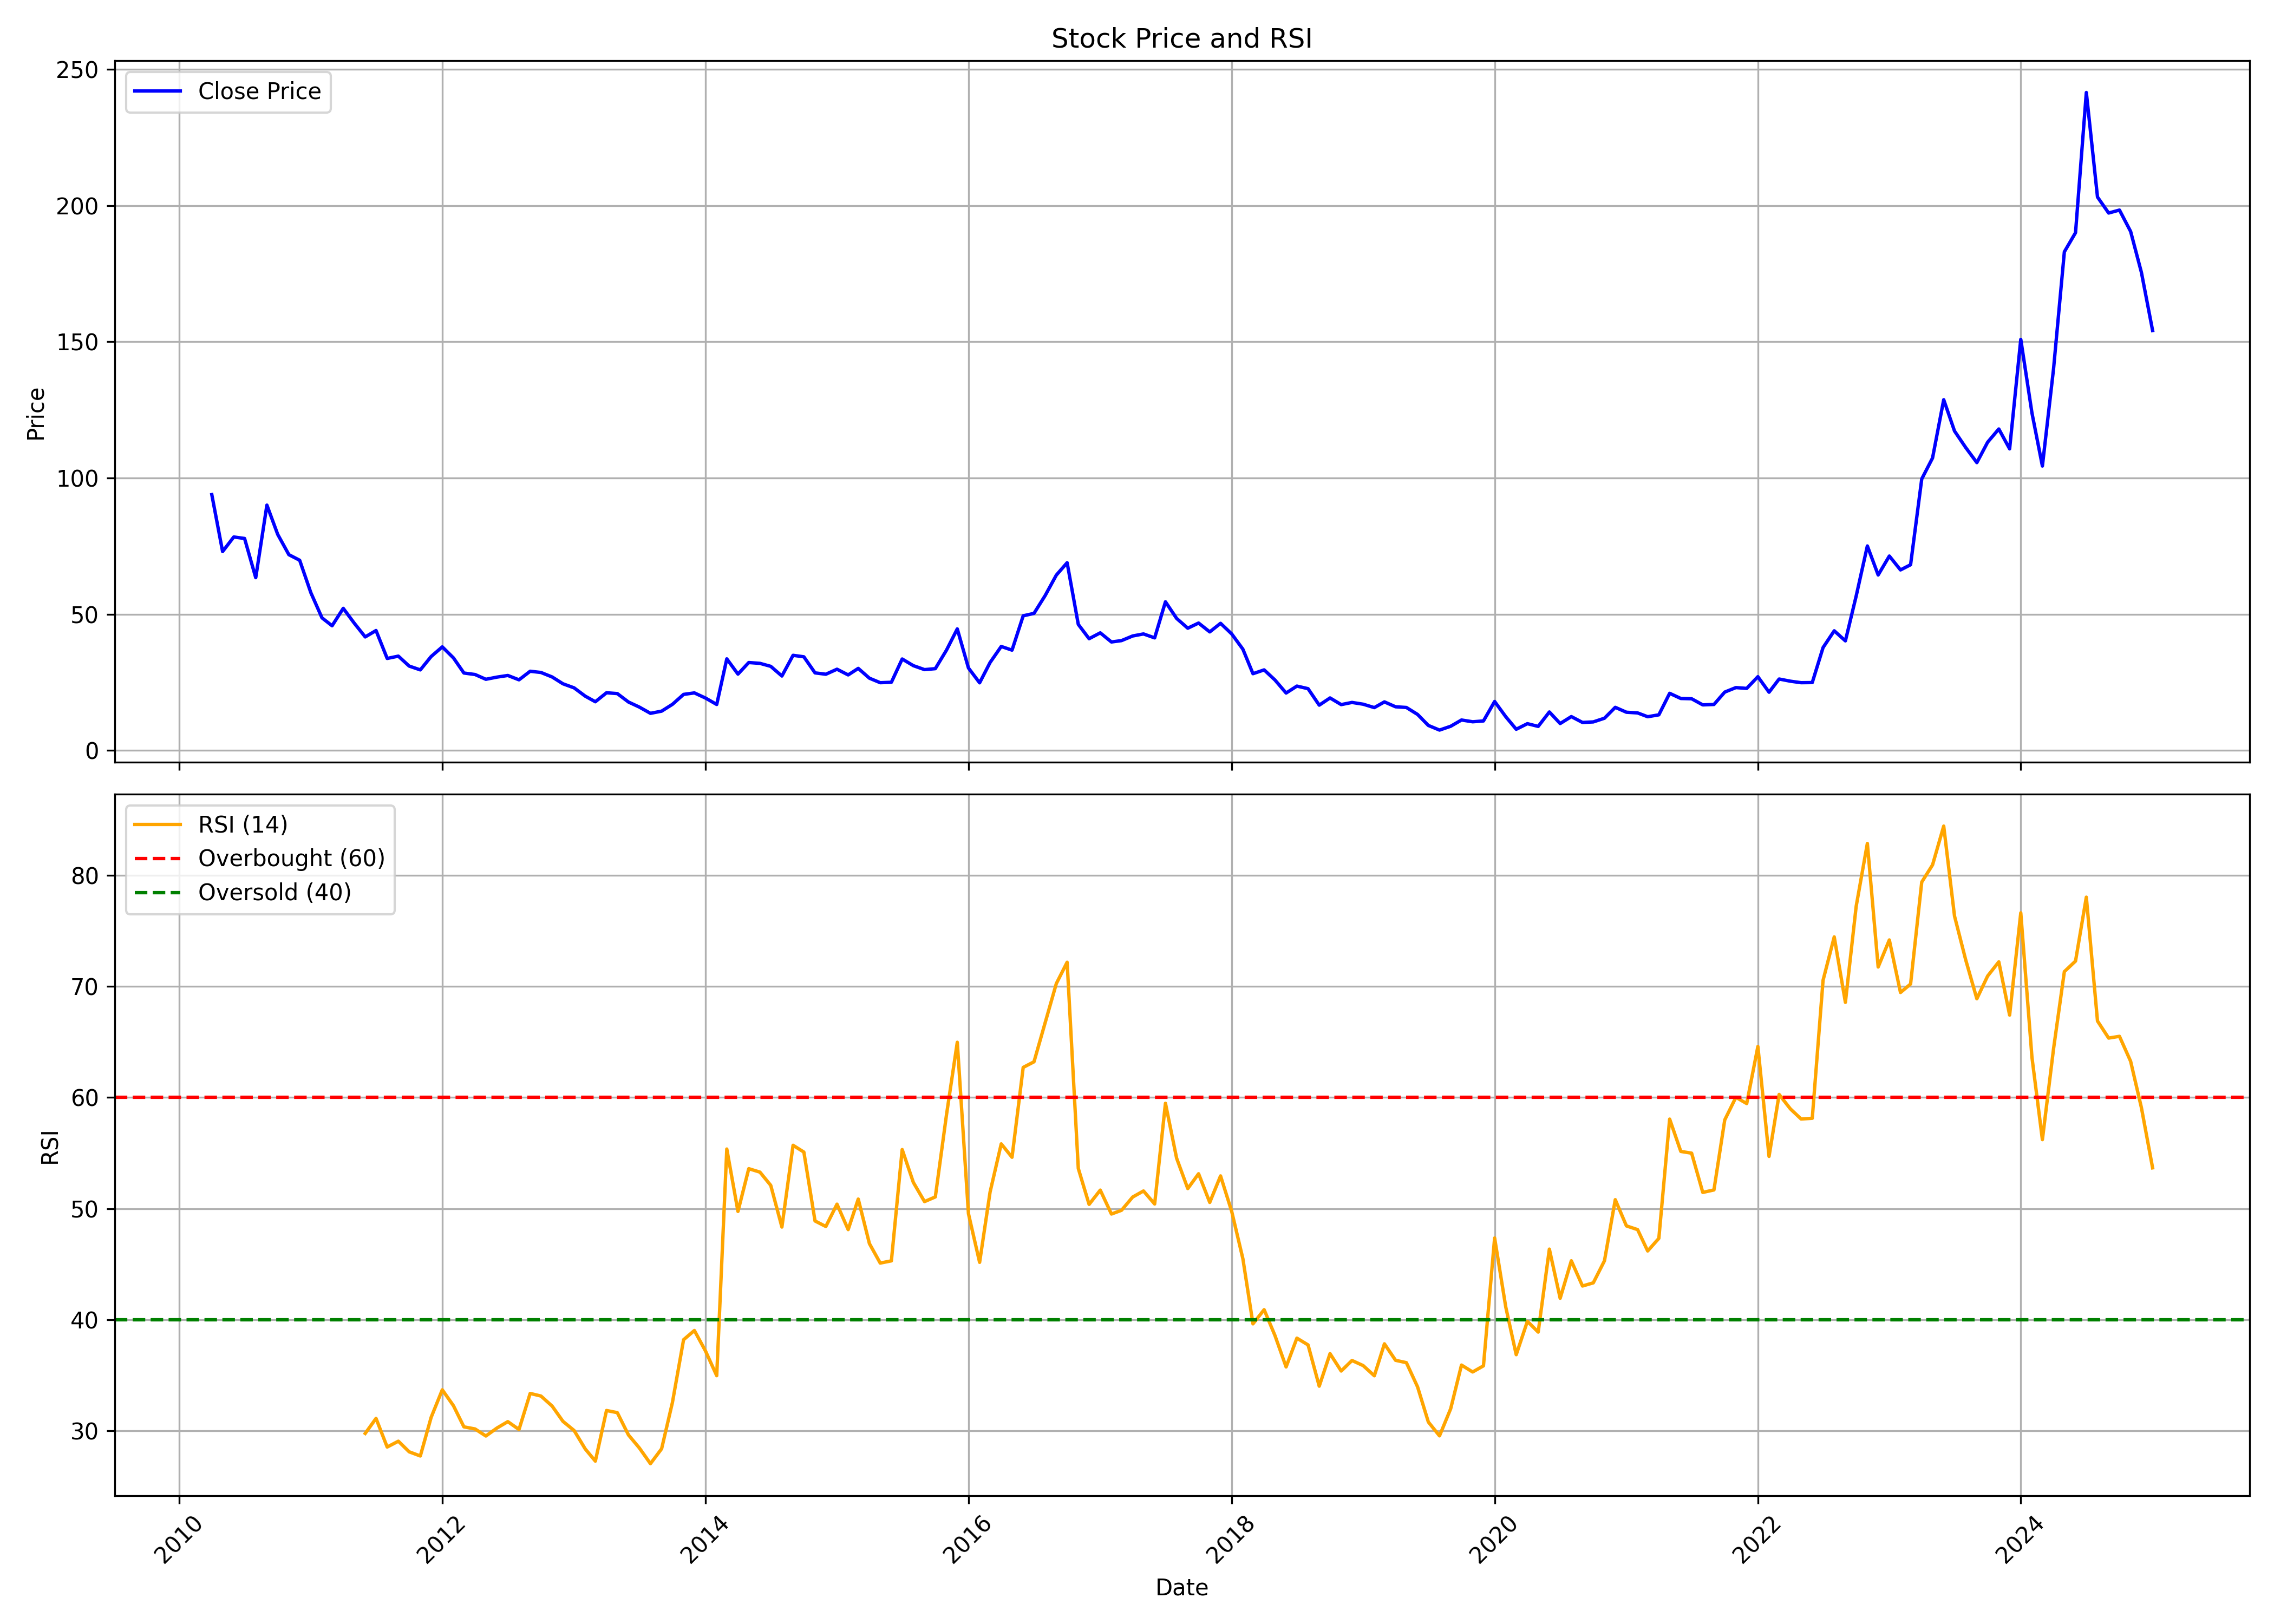 Stock Price and RSI
250
200
150
100
50
0
Price
Close Price
80
70
60
50
40
30
RSI
RSI (14)
Overbought (60)
Oversold (40)
2010
2012
2014
2016
2018
2020
2022
2024
Date